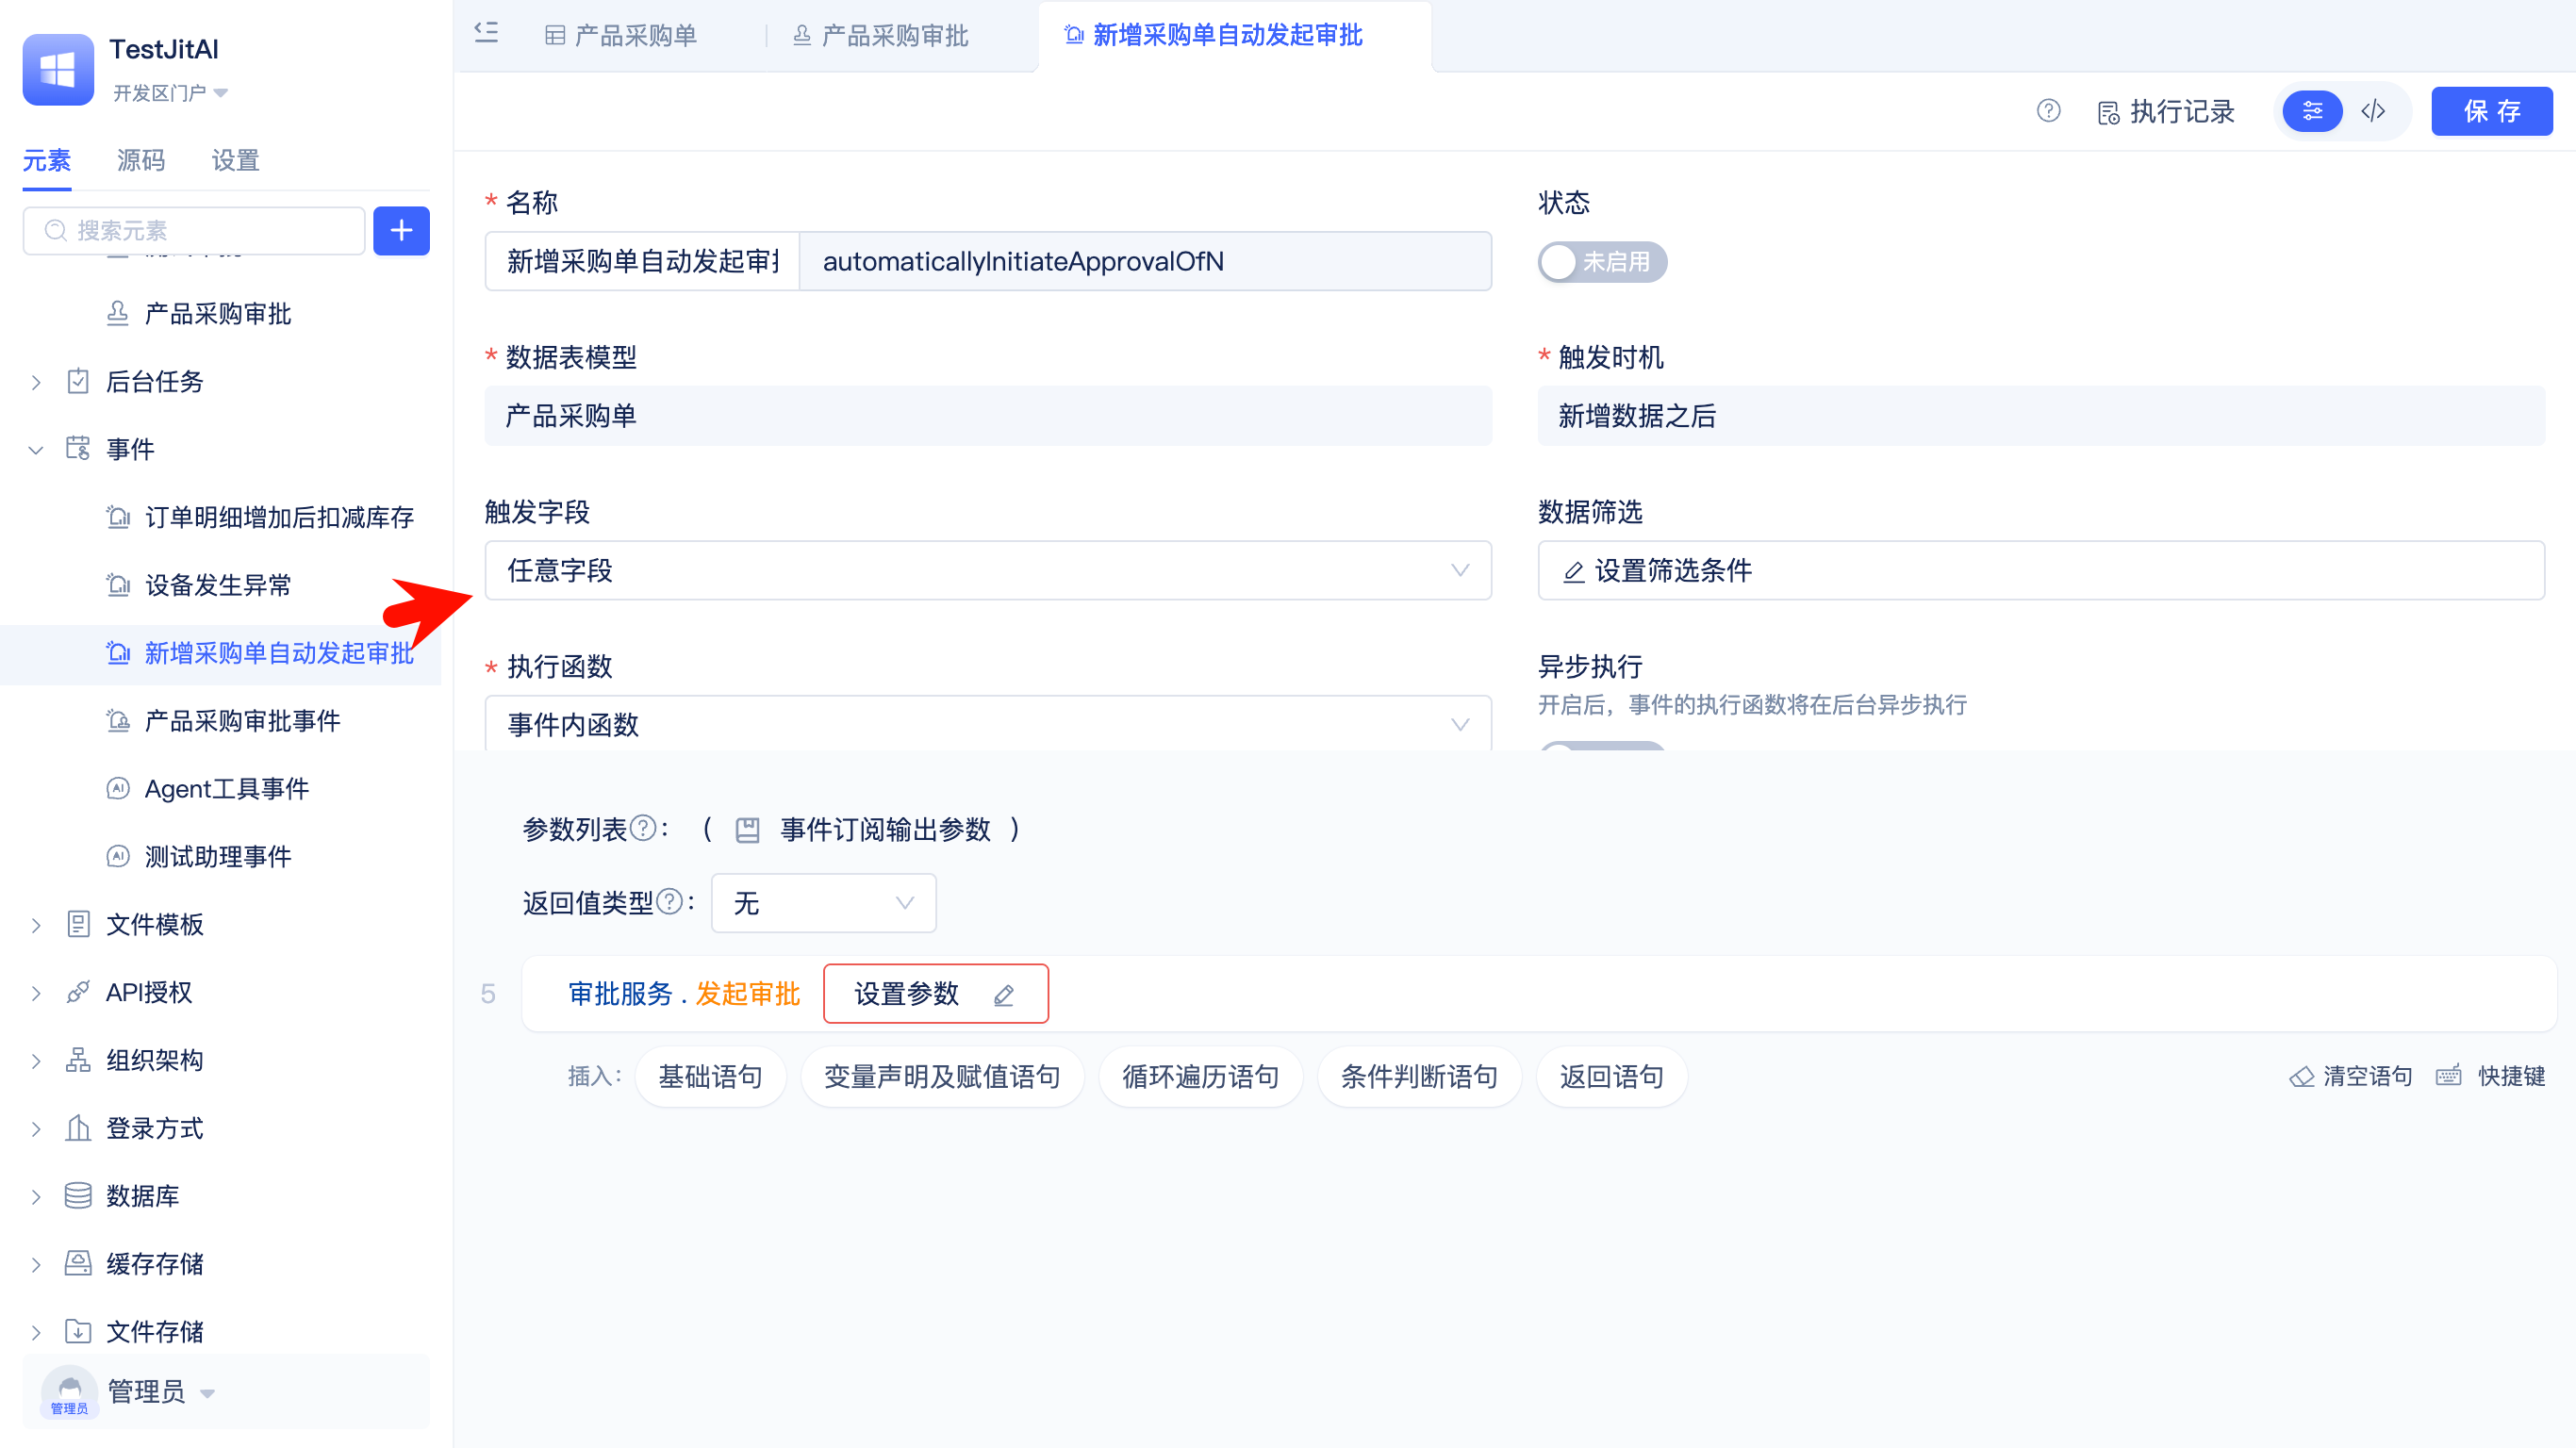 TestJitAI
开发区门户
元素 源码 设置
搜索元素
产品采购审批
后台任务
事件
订单明细增加后扣减库存
设备发生异常
新增采购单自动发起审批
产品采购审批事件
Agent工具事件
测试助理事件
文件模板
API授权
组织架构
登录方式
数据库
缓存存储
文件存储
管理员
管理员
产品采购单
产品采购审批
新增采购单自动发起审批
执行记录
保 存
* 名称
新增采购单自动发起审
automaticallyInitiateApprovalOfN
状态
未启用
* 数据表模型
产品采购单
* 触发时机
新增数据之后
触发字段
任意字段
数据筛选
设置筛选条件
* 执行函数
事件内函数
异步执行
开启后，事件的执行函数将在后台异步执行
参数列表 : ( 事件订阅输出参数 )
返回值类型 : 无
5 审批服务 . 发起审批 设置参数
插入: 基础语句 变量声明及赋值语句 循环遍历语句 条件判断语句 返回语句
清空语句 快捷键